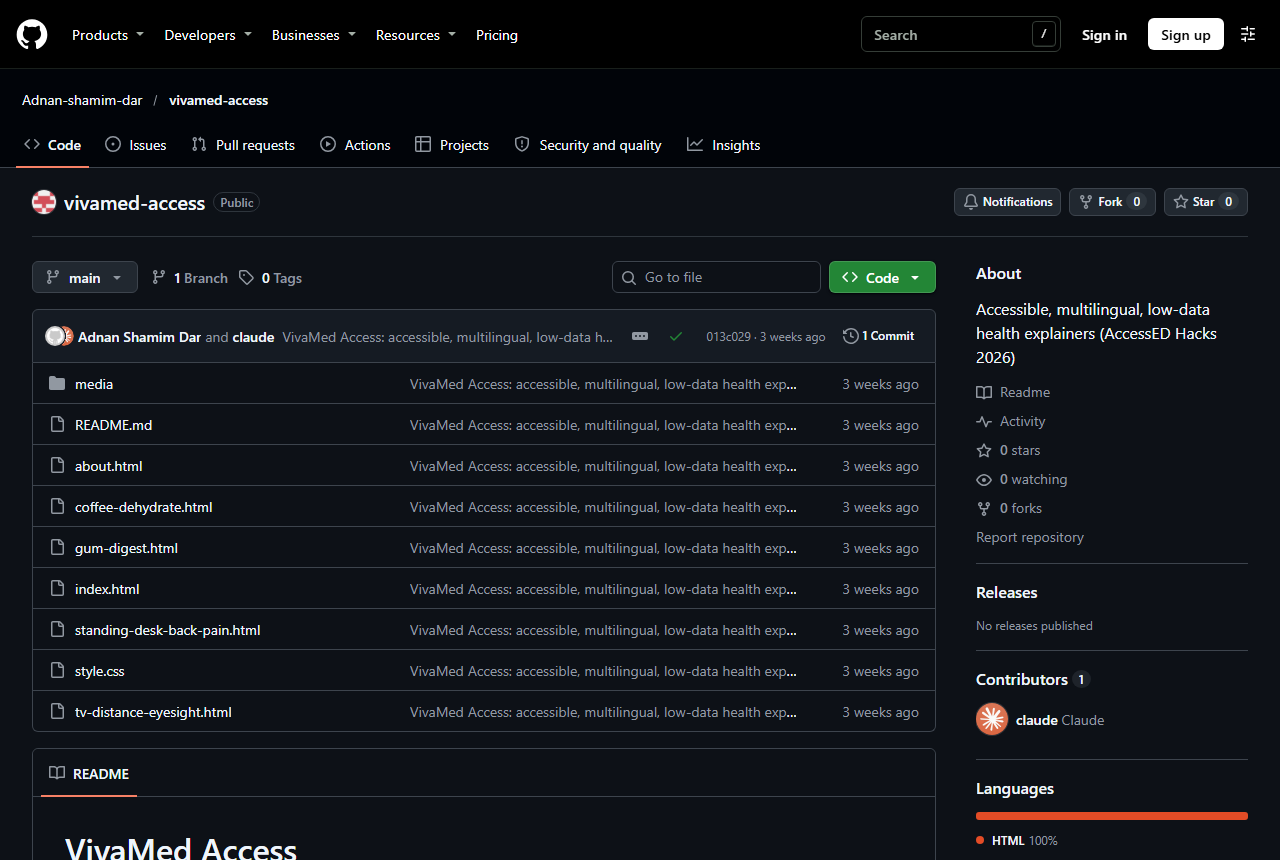 Products Developers Businesses Resources Pricing Search / Sign in Sign up
Adnan-shamim-dar / vivamed-access
Code Issues Pull requests Actions Projects Security and quality Insights
vivamed-access Public Notifications Fork 0 Star 0
main 1 Branch 0 Tags Go to file Code
Adnan Shamim Dar and claude VivaMed Access: accessible, multilingual, low-data h... 013c029 · 3 weeks ago 1 Commit
media VivaMed Access: accessible, multilingual, low-data health exp... 3 weeks ago
README.md VivaMed Access: accessible, multilingual, low-data health exp... 3 weeks ago
about.html VivaMed Access: accessible, multilingual, low-data health exp... 3 weeks ago
coffee-dehydrate.html VivaMed Access: accessible, multilingual, low-data health exp... 3 weeks ago
gum-digest.html VivaMed Access: accessible, multilingual, low-data health exp... 3 weeks ago
index.html VivaMed Access: accessible, multilingual, low-data health exp... 3 weeks ago
standing-desk-back-pain.html VivaMed Access: accessible, multilingual, low-data health exp... 3 weeks ago
style.css VivaMed Access: accessible, multilingual, low-data health exp... 3 weeks ago
tv-distance-eyesight.html VivaMed Access: accessible, multilingual, low-data health exp... 3 weeks ago
README
VivaMed Access
About
Accessible, multilingual, low-data
health explainers (AccessED Hacks
2026)
Readme
Activity
0 stars
0 watching
0 forks
Report repository
Releases
No releases published
Contributors 1
claude Claude
Languages
HTML 100%